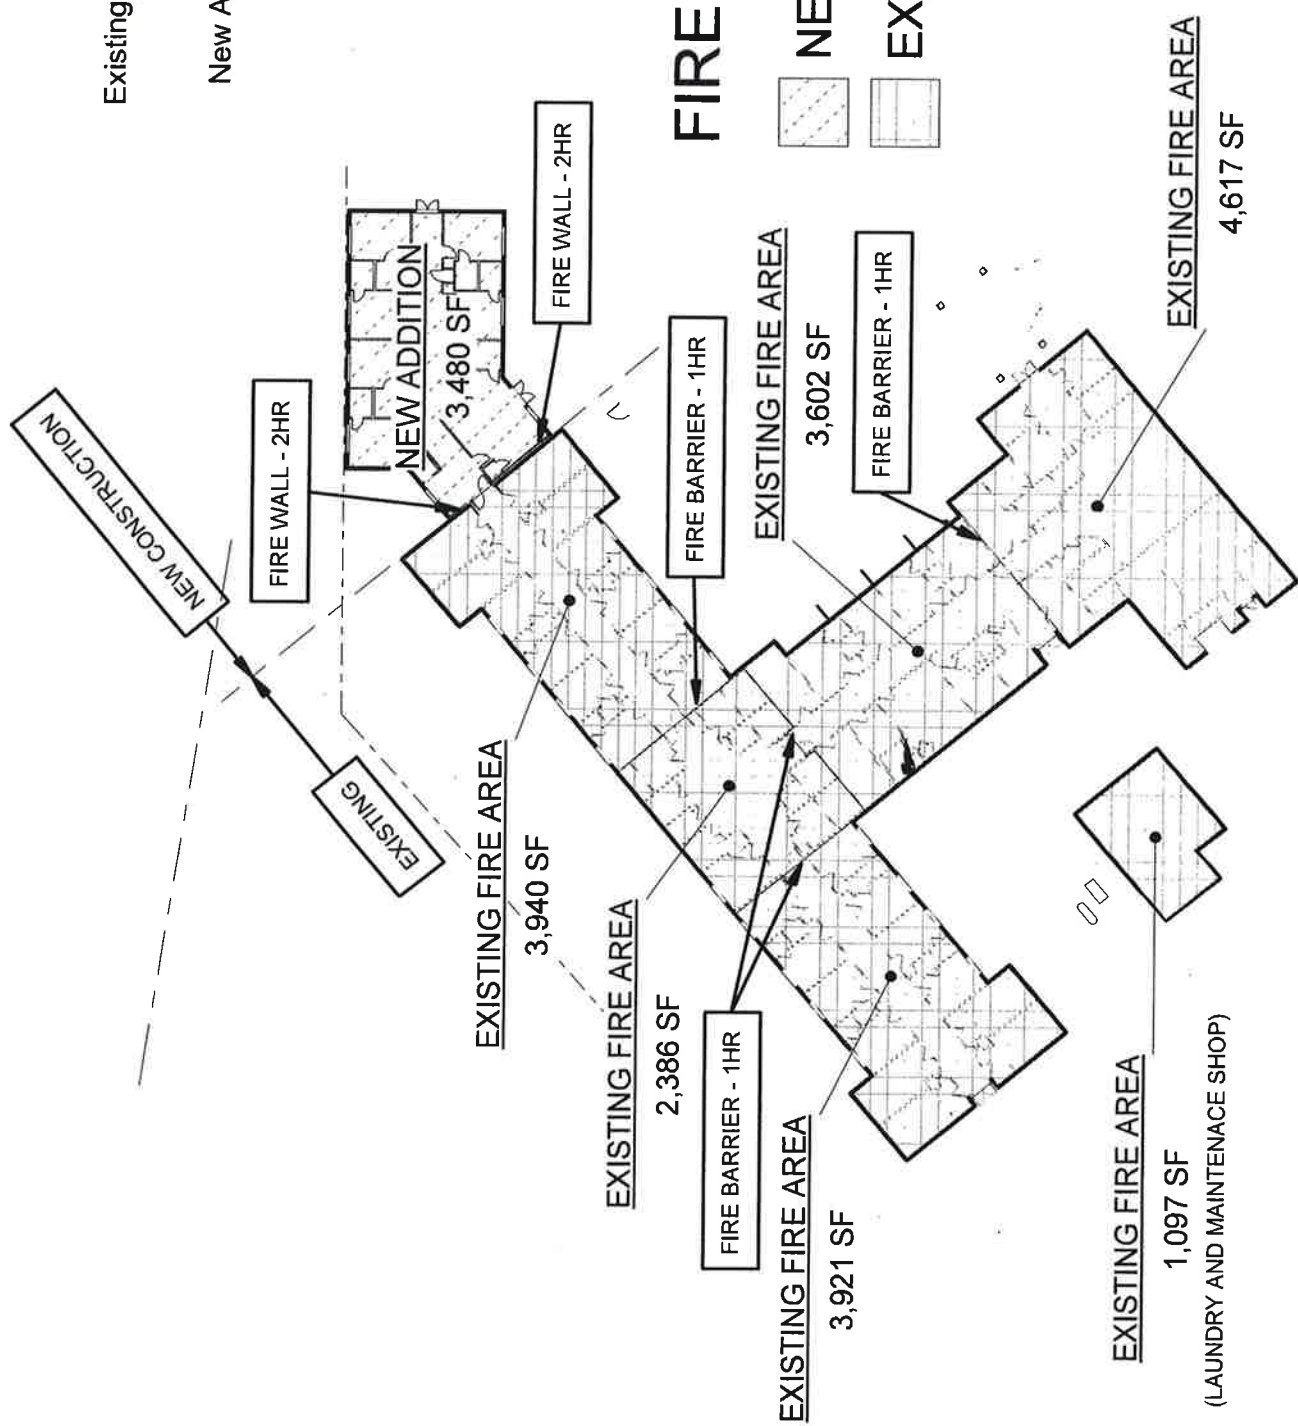 Existing
New A
NEW CONSTRUCTION
EXISTING
FIRE WALL - 2HR
NEW ADDITION
3,480 SF
FIRE WALL - 2HR
FIRE
NE
EX
EXISTING FIRE AREA
3,940 SF
FIRE BARRIER - 1HR
EXISTING FIRE AREA
3,602 SF
FIRE BARRIER - 1HR
EXISTING FIRE AREA
4,617 SF
EXISTING FIRE AREA
2,386 SF
FIRE BARRIER - 1HR
EXISTING FIRE AREA
3,921 SF
EXISTING FIRE AREA
1,097 SF
(LAUNDRY AND MAINTENACE SHOP)